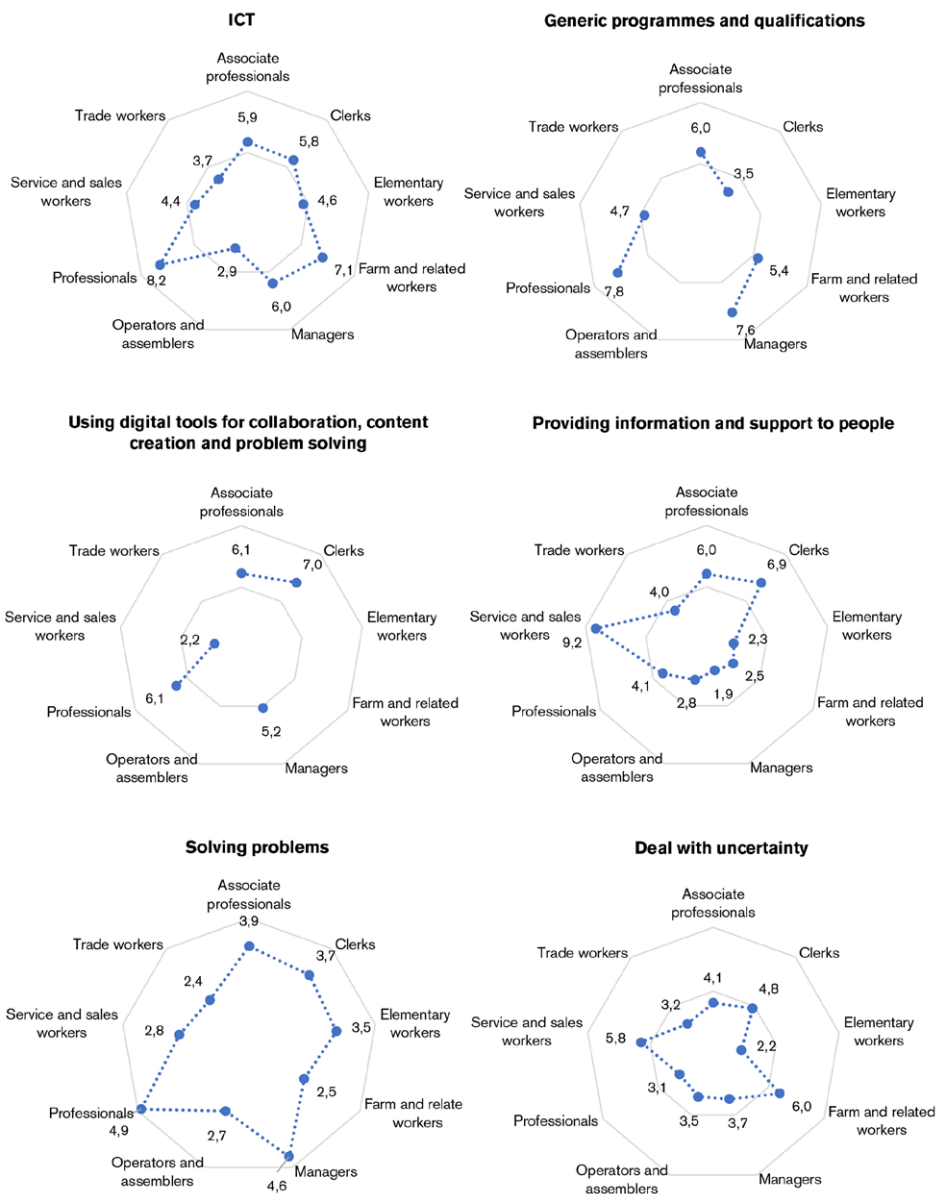 ICT
Associate
professionals
5,9
Clerks
5,8
Trade workers
3,7
Service and sales
workers
4,4
Elementary
workers
4,6
Professionals
8,2
2,9
7,1
Farm and related
workers
6,0
Operators and
assemblers
Managers
Generic programmes and qualifications
Associate
professionals
6,0
Trade workers
Clerks
3,5
Service and sales
workers
4,7
Elementary
workers
5,4
Professionals
7,8
Farm and related
workers
Operators and
assemblers
7,6
Managers
Using digital tools for collaboration, content
creation and problem solving
Associate
professionals
6,1
Trade workers
Clerks
7,0
Service and sales
workers
2,2
Elementary
workers
6,1
Professionals
Farm and related
workers
5,2
Operators and
assemblers
Managers
Providing information and support to people
Associate
professionals
6,0
Trade workers
Clerks
6,9
4,0
Service and sales
workers
9,2
Elementary
workers
2,3
2,5
4,1
2,8
1,9
Professionals
Farm and related
workers
Operators and
assemblers
Managers
Solving problems
Associate
professionals
3,9
Trade workers
Clerks
3,7
2,4
Service and sales
workers
2,8
Elementary
workers
3,5
2,5
Professionals
4,9
Farm and relate
workers
2,7
Operators and
assemblers
Managers
4,6
Deal with uncertainty
Associate
professionals
4,1
Trade workers
Clerks
4,8
3,2
Service and sales
workers
5,8
Elementary
workers
2,2
3,1
6,0
Professionals
Farm and related
workers
3,5
3,7
Operators and
assemblers
Managers